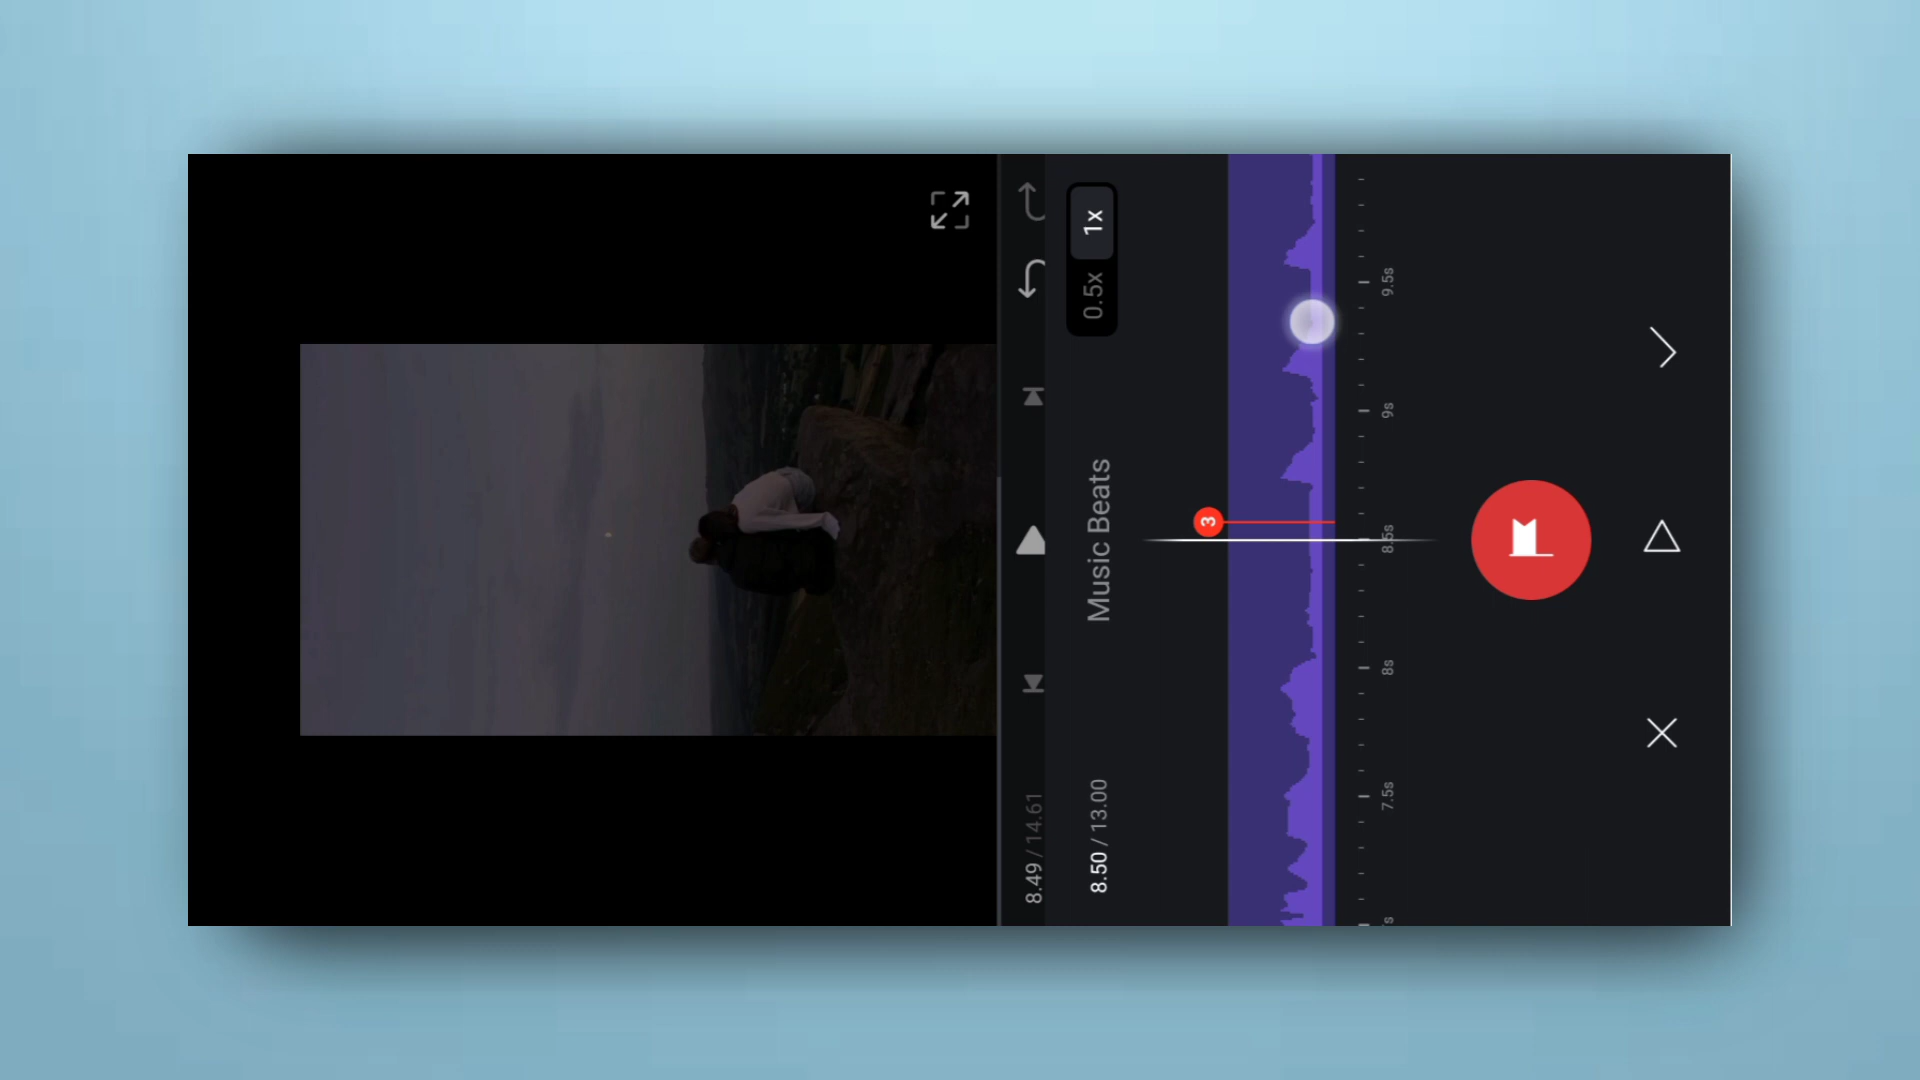 8.49 / 14.61
8.50 / 13.00
Music Beats
0.5x 1x
3
7.5s 8s 8.5s 9s 9.5s